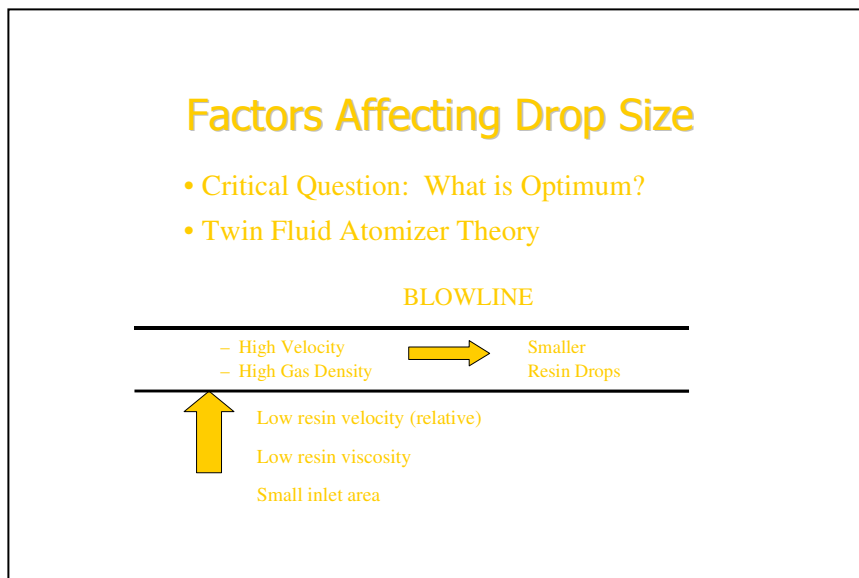 Factors Affecting Drop Size
• Critical Question: What is Optimum?
• Twin Fluid Atomizer Theory
BLOWLINE
– High Velocity
– High Gas Density
Smaller
Resin Drops
Low resin velocity (relative)
Low resin viscosity
Small inlet area